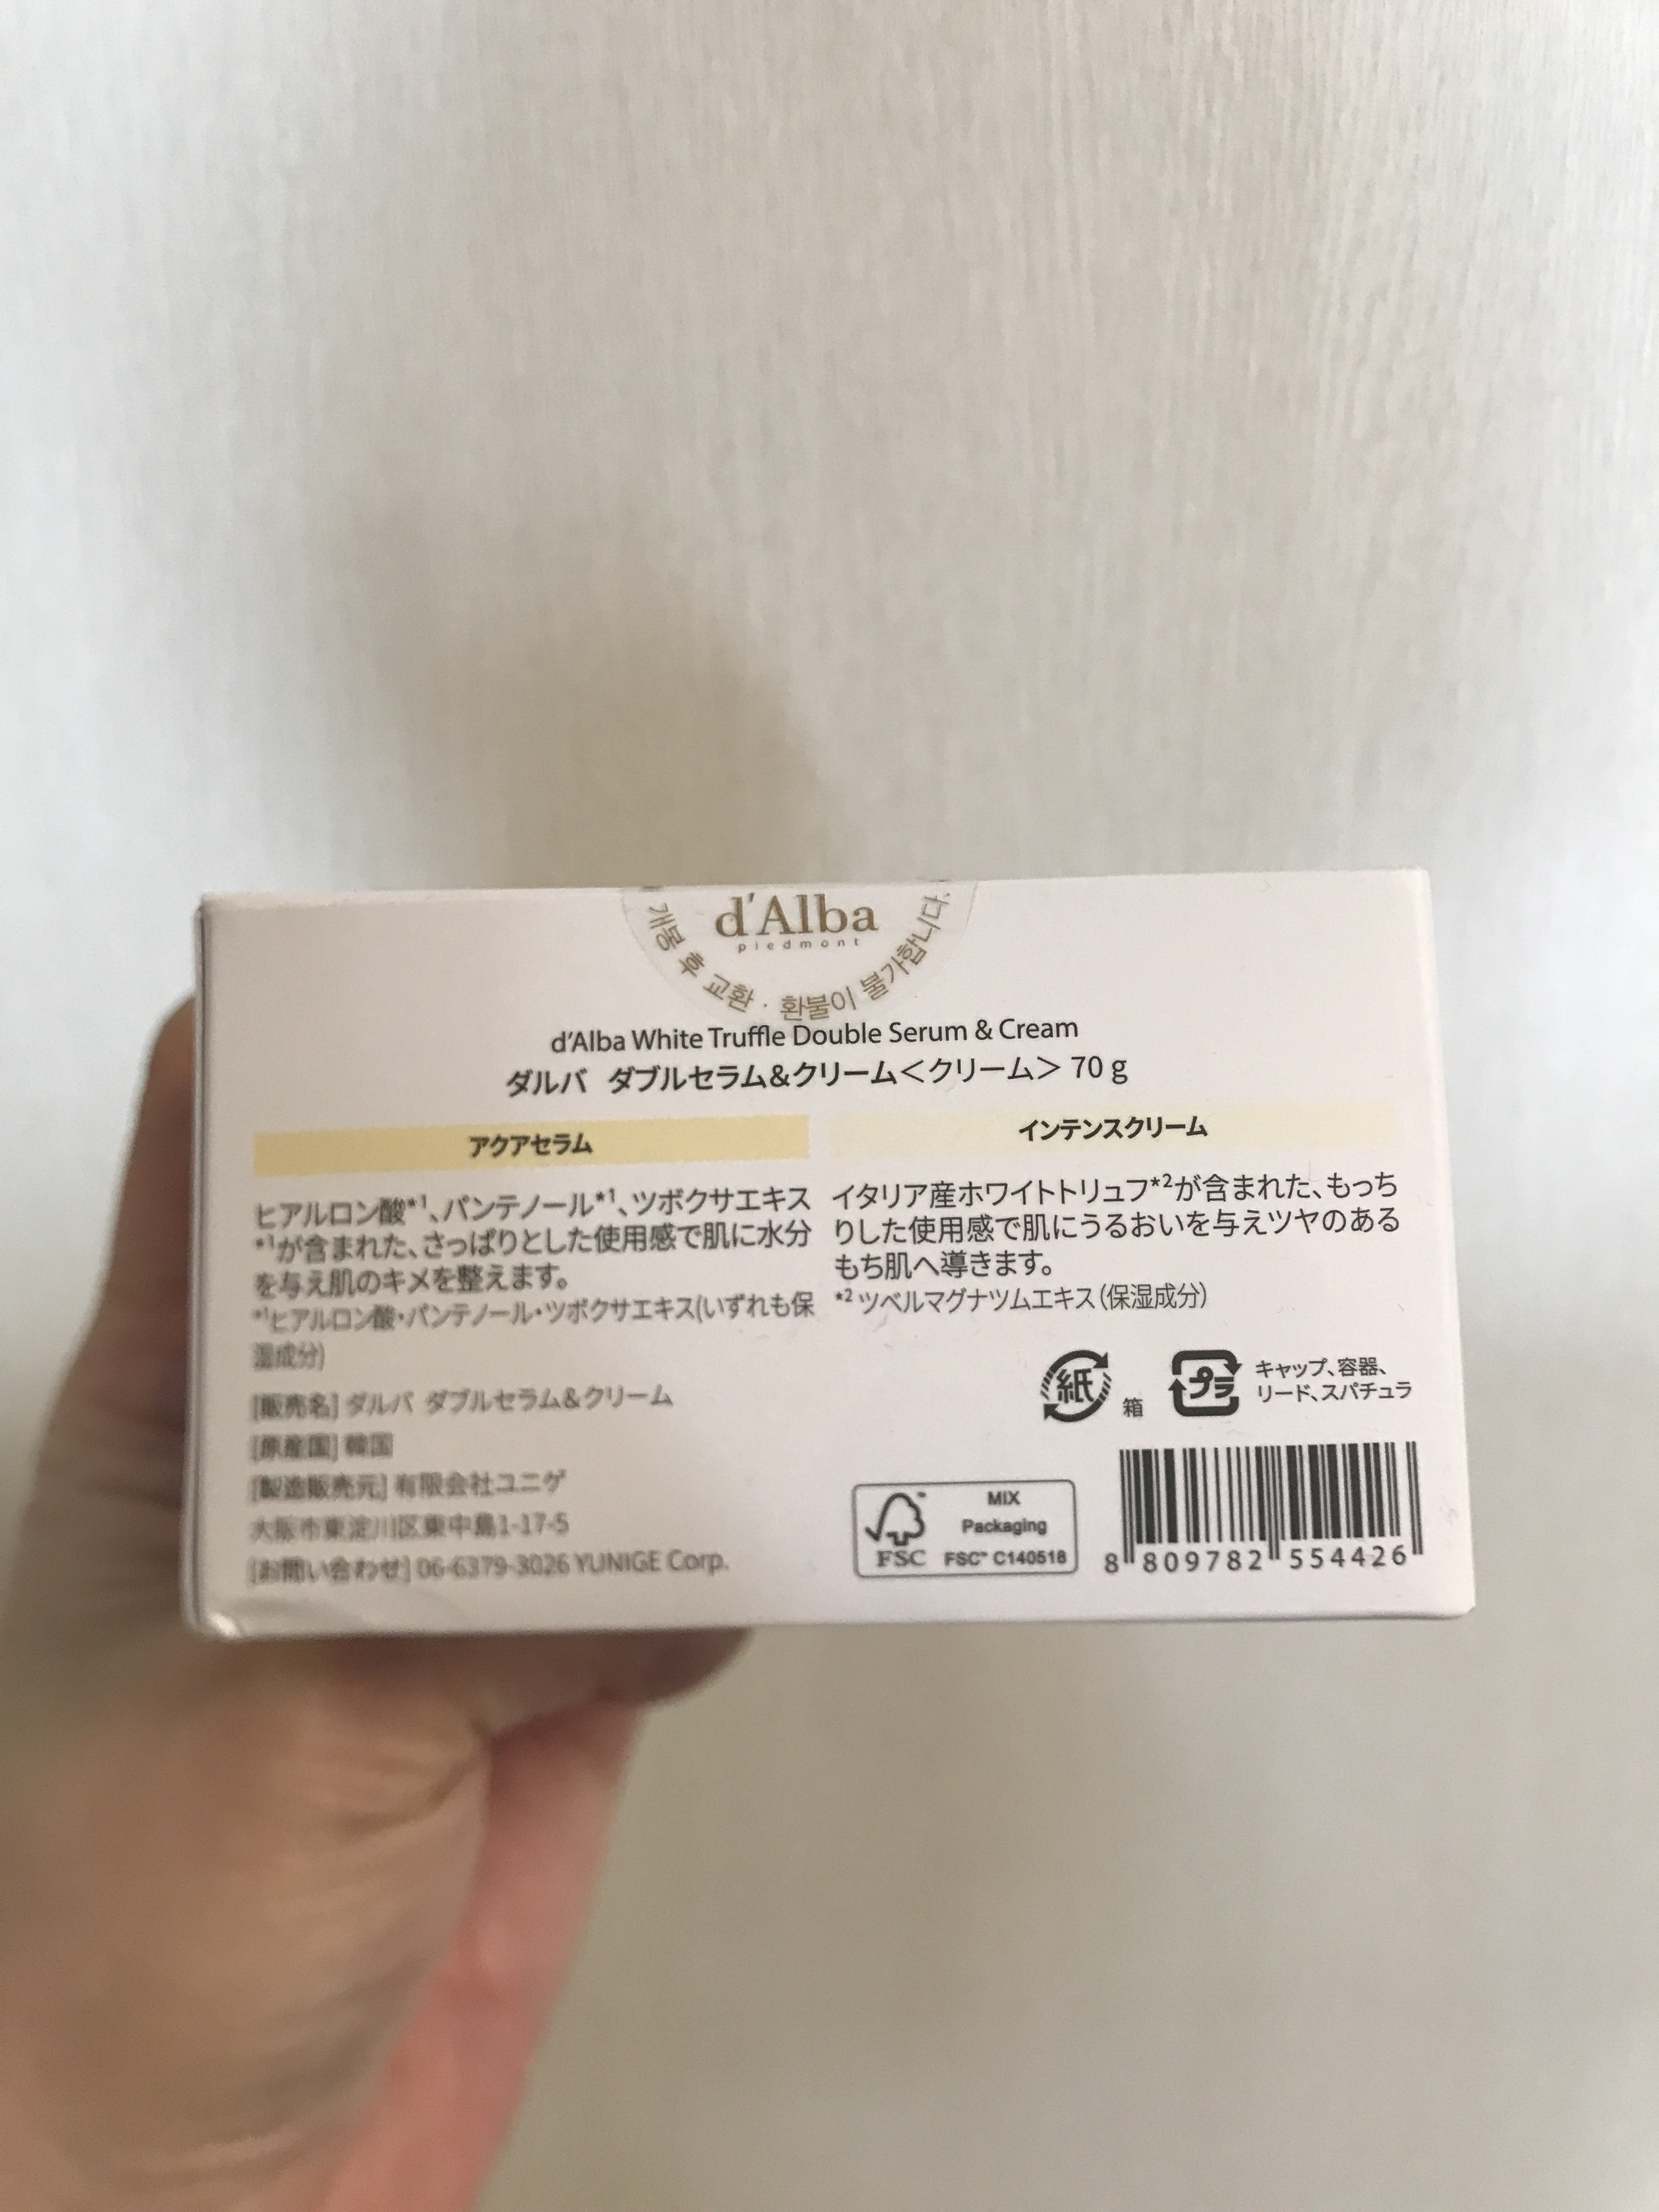 d'Alba
piedmont
개봉 후 교환·환불이 불가합니다.
d'Alba White Truffle Double Serum & Cream
ダルバ ダブルセラム&クリーム＜クリーム＞ 70 g
アクアセラム
ヒアルロン酸*1、パンテノール*1、ツボクサエキス
*1が含まれた、さっぱりとした使用感で肌に水分
を与え肌のキメを整えます。
*1ヒアルロン酸・パンテノール・ツボクサエキス(いずれも保
湿成分)
[販売名] ダルバ ダブルセラム&クリーム
[原産国] 韓国
[製造販売元] 有限会社ユニゲ
大阪市東淀川区東中島1-17-5
[お問い合わせ] 06-6379-3026 YUNIGE Corp.
インテンスクリーム
イタリア産ホワイトトリュフ*2が含まれた、もっち
りした使用感で肌にうるおいを与えツヤのある
もち肌へ導きます。
*2 ツベルマグナツムエキス（保湿成分）
紙
箱
プラ
キャップ、容器、
リード、スパチュラ
FSC
MIX
Packaging
FSC™ C140518
8 809782 554426